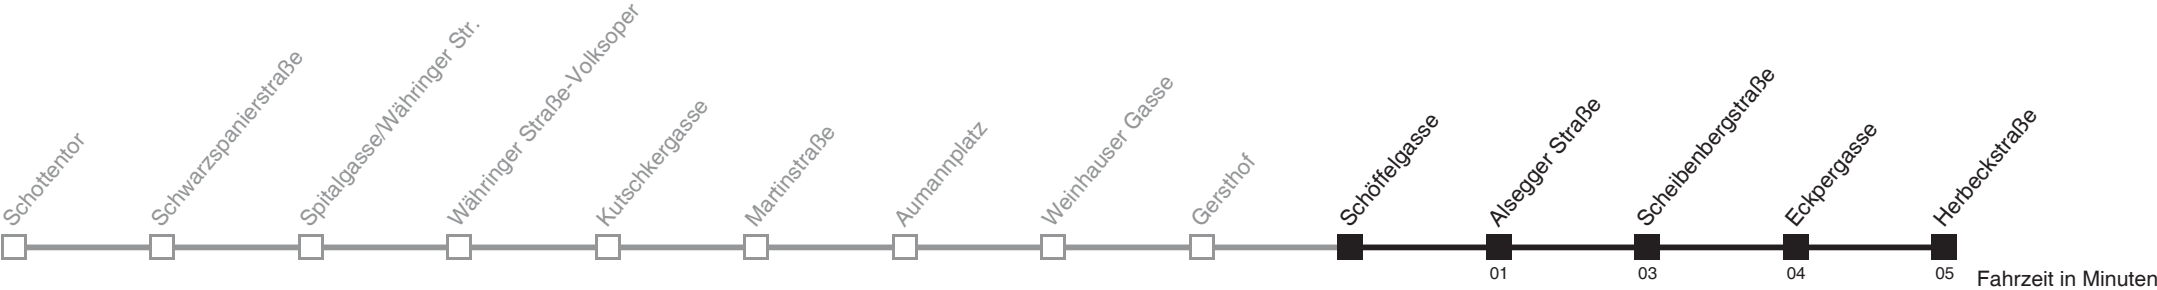 Schottentor
Schwarzspanierstraße
Spitalgasse/Währinger Str.
Währinger Straße-Volksoper
Kutschkergasse
Martinstraße
Aumannplatz
Weinhauser Gasse
Gersthof
Schöffelgasse
Alsegger Straße
Scheibenbergstraße
Eckpergasse
Herbeckstraße
01
03
04
05
Fahrzeit in Minuten